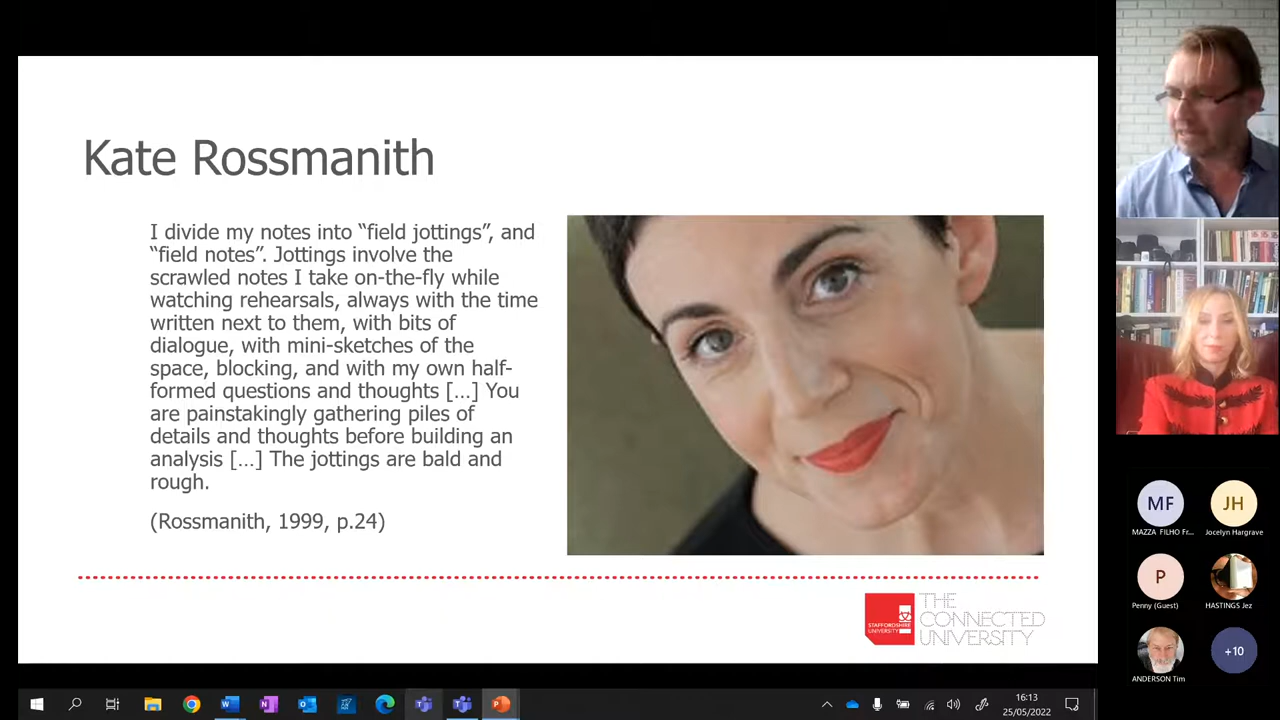 Kate Rossmanith
I divide my notes into “field jottings”, and
“field notes”. Jottings involve the
scrawled notes I take on-the-fly while
watching rehearsals, always with the time
written next to them, with bits of
dialogue, with mini-sketches of the
space, blocking, and with my own half-
formed questions and thoughts […] You
are painstakingly gathering piles of
details and thoughts before building an
analysis […] The jottings are bald and
rough.
(Rossmanith, 1999, p.24)
STAFFORDSHIRE
UNIVERSITY
THE
CONNECTED
UNIVERSITY
MF
JH
MAZZA FILHO Fr...
Jocelyn Hargrave
P
Penny (Guest)
HASTINGS Jez
ANDERSON Tim
+10
16:13
25/05/2022